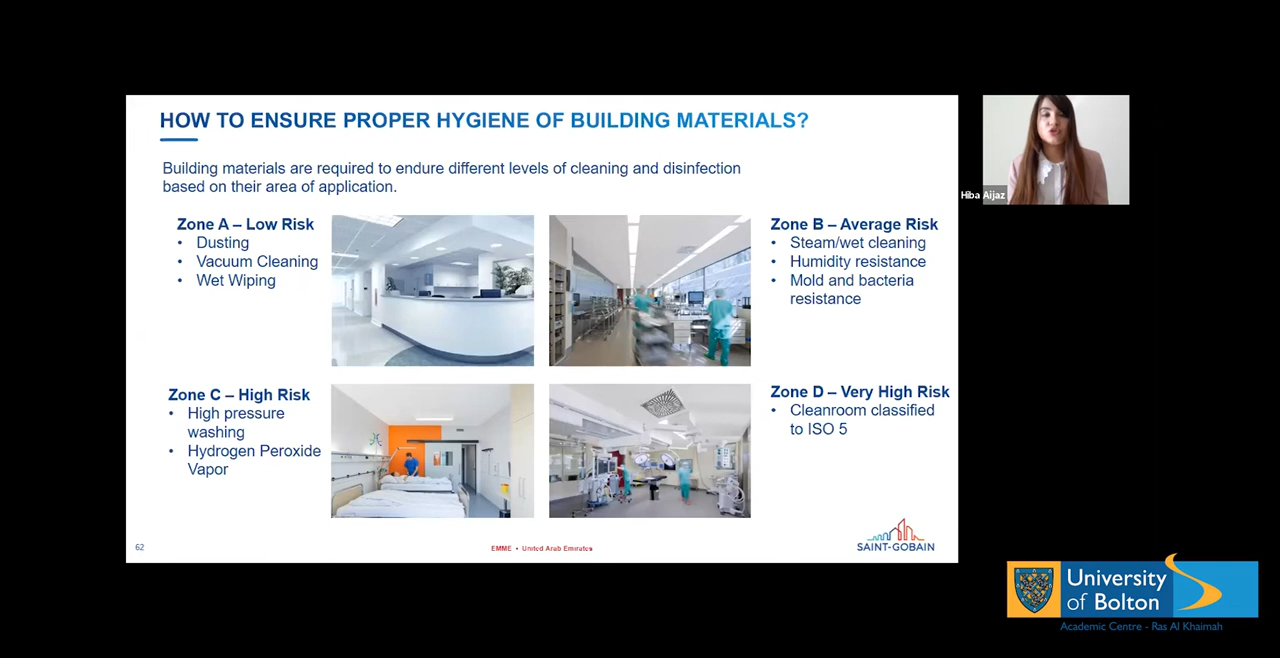 HOW TO ENSURE PROPER HYGIENE OF BUILDING MATERIALS?
Building materials are required to endure different levels of cleaning and disinfection
based on their area of application.
Zone A – Low Risk
• Dusting
• Vacuum Cleaning
• Wet Wiping
Zone B – Average Risk
• Steam/wet cleaning
• Humidity resistance
• Mold and bacteria
resistance
Zone C – High Risk
• High pressure
washing
• Hydrogen Peroxide
Vapor
Zone D – Very High Risk
• Cleanroom classified
to ISO 5
62
EMME • United Arab Emirates
SAINT-GOBAIN
Hiba Aijaz
University
of Bolton
Academic Centre - Ras Al Khaimah